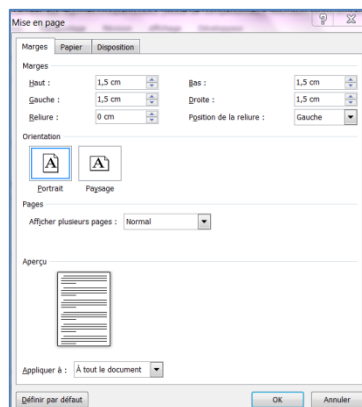 Mise en page
Marges Papier Disposition
Marges
Haut : 1,5 cm Bas : 1,5 cm
Gauche : 1,5 cm Droite : 1,5 cm
Reliure : 0 cm Position de la reliure : Gauche
Orientation
A A
Portrait Paysage
Pages
Afficher plusieurs pages : Normal
Aperçu
Appliquer à : À tout le document
Définir par défaut OK Annuler